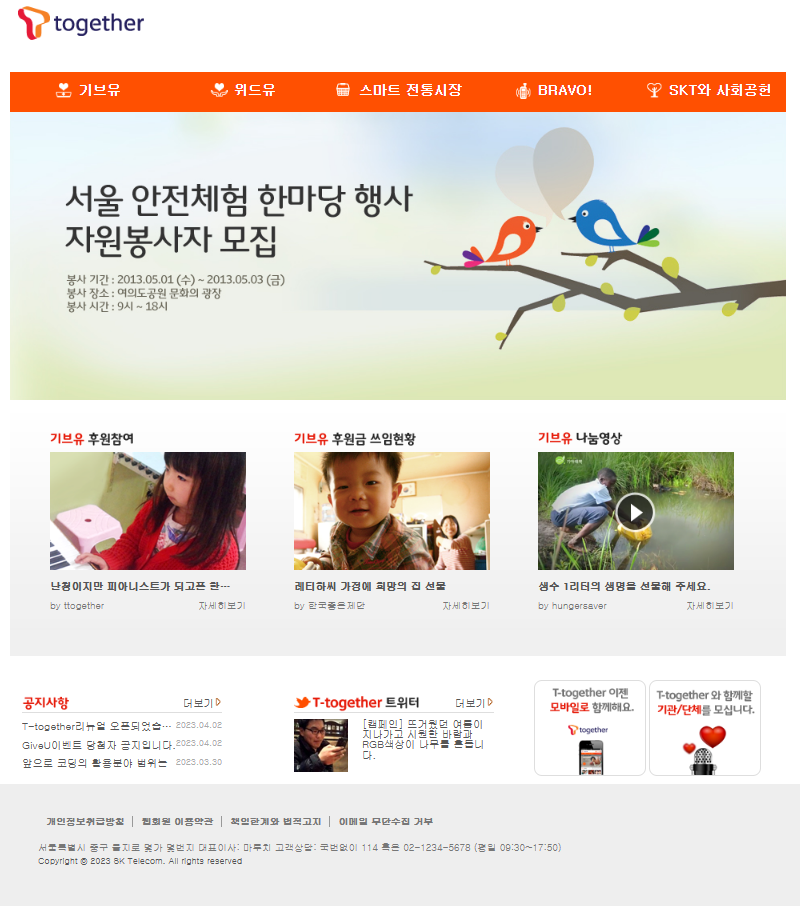 together
기브유
위드유
스마트 전통시장
BRAVO!
SKT와 사회공헌
서울 안전체험 한마당 행사
자원봉사자 모집
봉사 기간 : 2013.05.01 (수) ~ 2013.05.03 (금)
봉사 장소 : 여의도공원 문화의 광장
봉사 시간 : 9시 ~ 18시
기브유 후원참여
난청이지만 피아니스트가 되고픈 한…
by ttogether 자세히보기
기브유 후원금 쓰임현황
레티하씨 가정에 희망의 집 선물
by 한국좋은제단 자세히보기
기브유 나눔영상
생수 1리터의 생명을 선물해 주세요.
by hungersaver 자세히보기
공지사항 더보기
T-together리뉴얼 오픈되었습… 2023.04.02
GiveU이벤트 당첨자 공지입니다. 2023.04.02
앞으로 코딩의 활용분야 범위는 2023.03.30
T-together 트위터 더보기
[캠페인] 뜨거웠던 여름이
지나가고 시원한 바람과
RGB색상이 나무를 흔듭니
다.
T-together 이젠
모바일로 함께해요.
together
T-together 와 함께할
기관/단체를 모십니다.
개인정보취급방침 | 웹회원 이용약관 | 책임한계와 법적고지 | 이메일 무단수집 거부
서울특별시 중구 을지로 몇가 몇번지 대표이사: 마루치 고객상담: 국번없이 114 혹은 02-1234-5678 (평일 09:30~17:50)
Copyright @ 2023 SK Telecom. All rights reserved